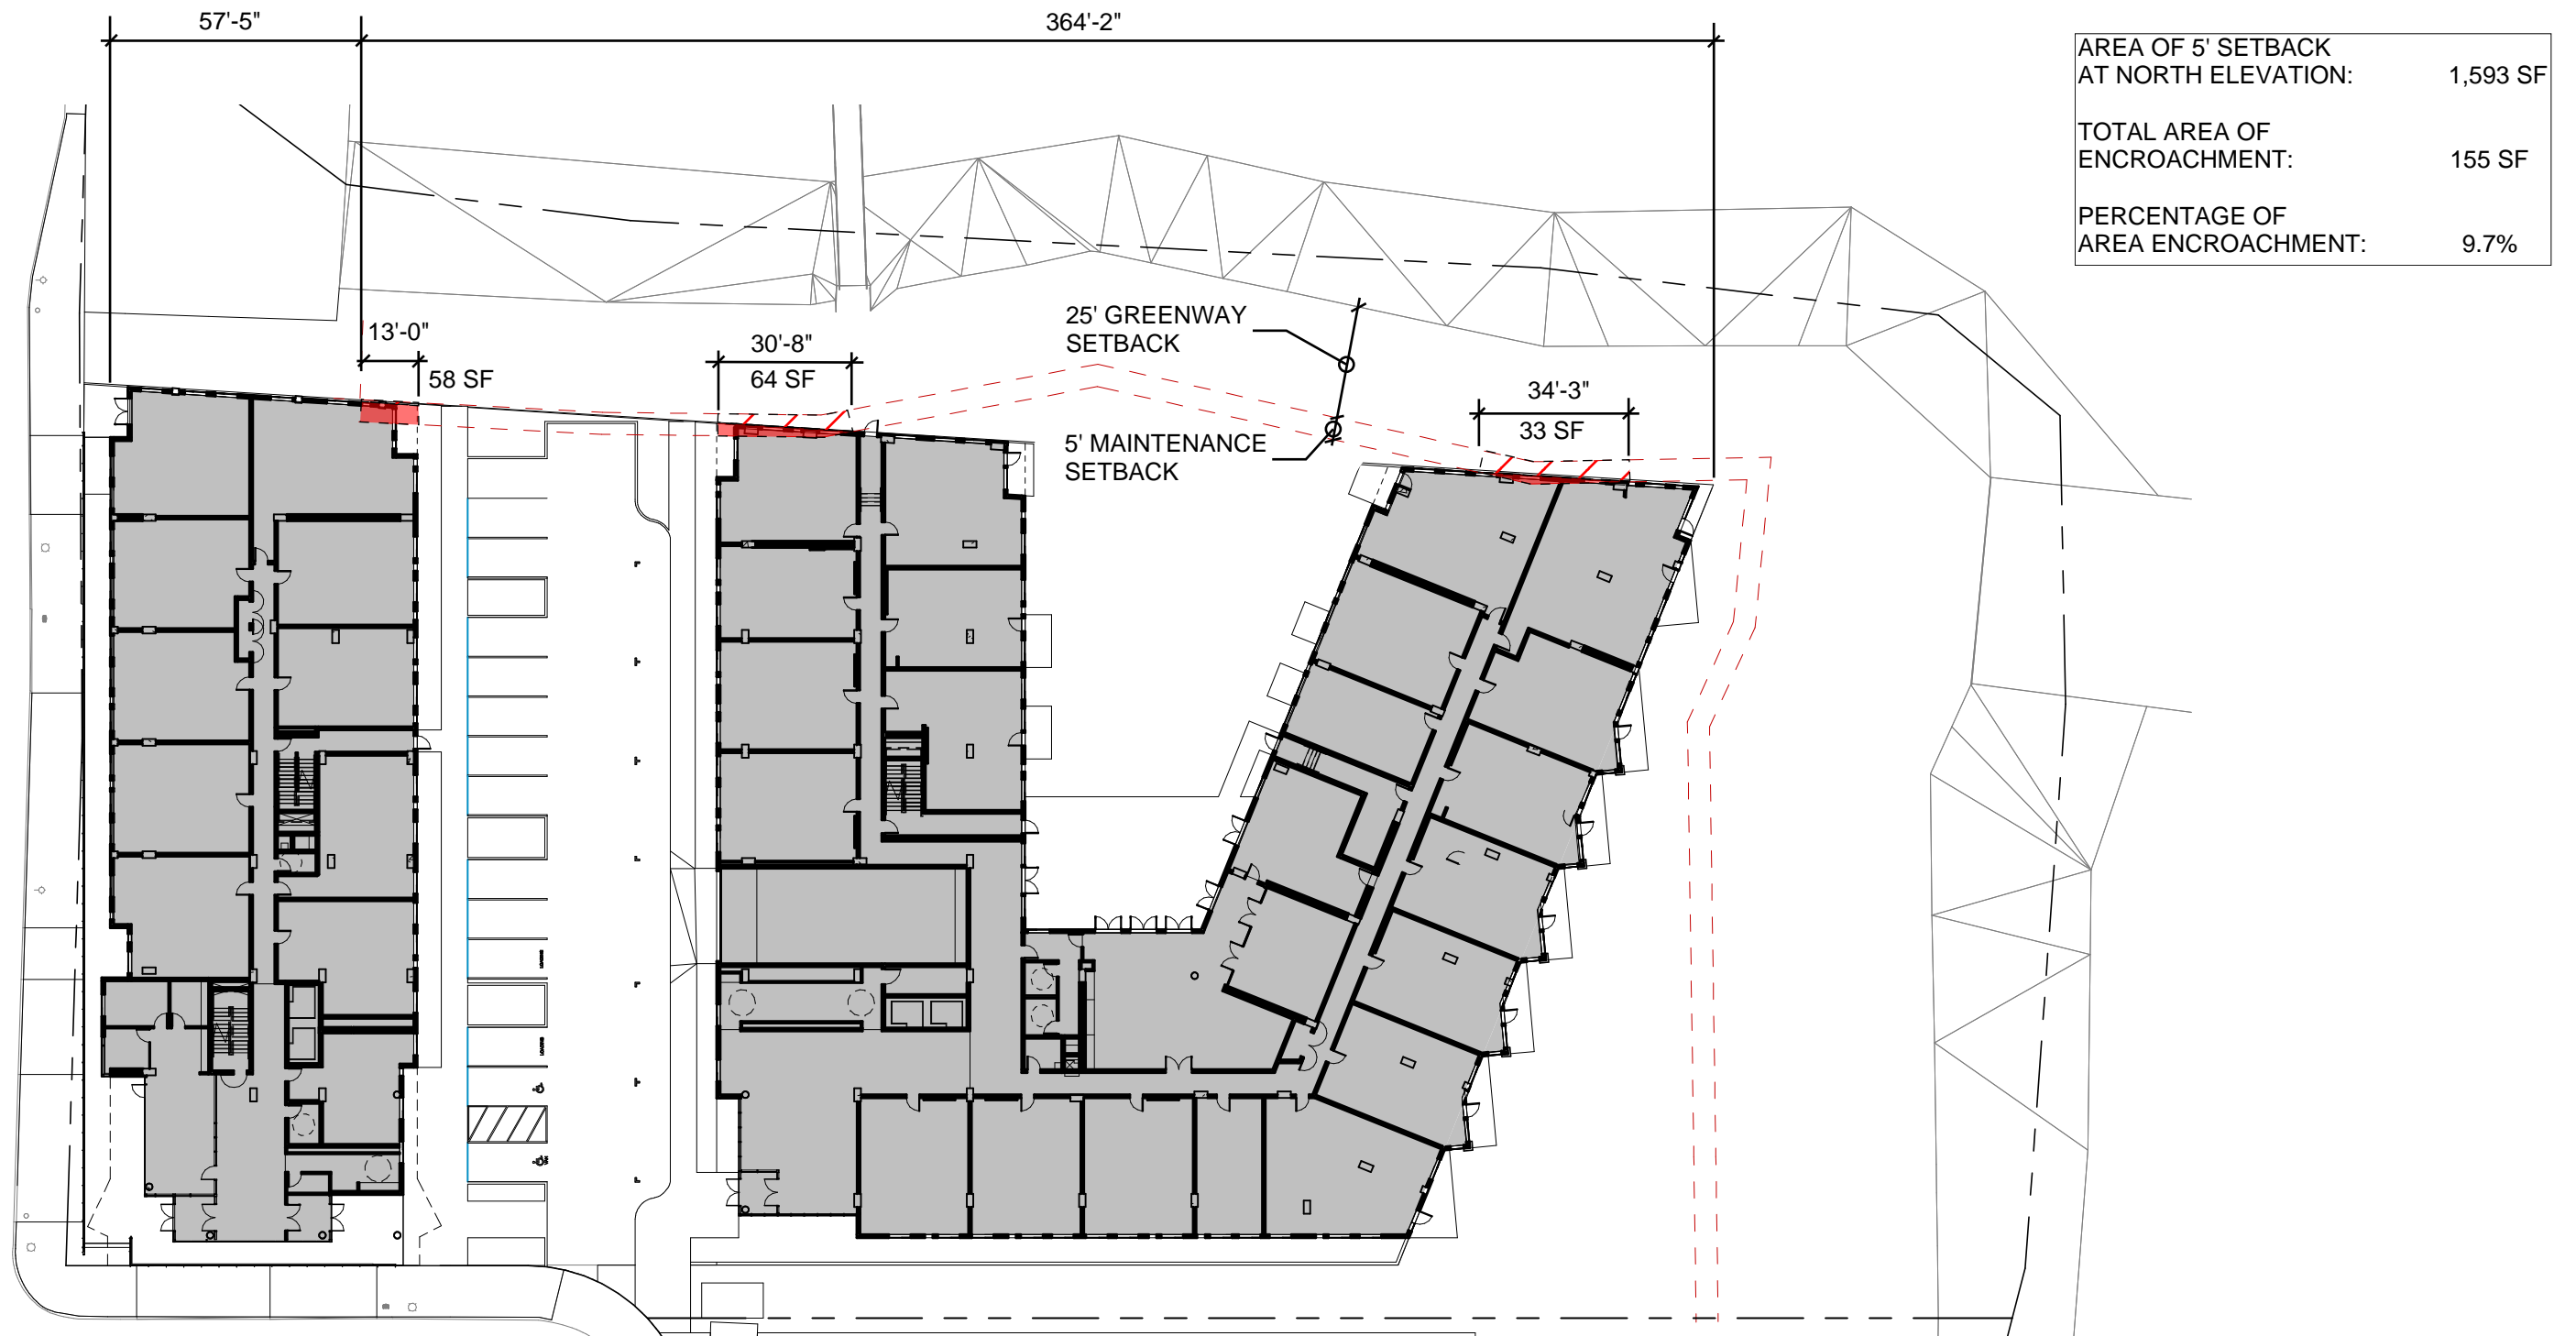 57'-5"
364'-2"
AREA OF 5' SETBACK
AT NORTH ELEVATION: 1,593 SF
TOTAL AREA OF
ENCROACHMENT: 155 SF
PERCENTAGE OF
AREA ENCROACHMENT: 9.7%
13'-0"
58 SF
30'-8"
64 SF
25' GREENWAY
SETBACK
5' MAINTENANCE
SETBACK
34'-3"
33 SF